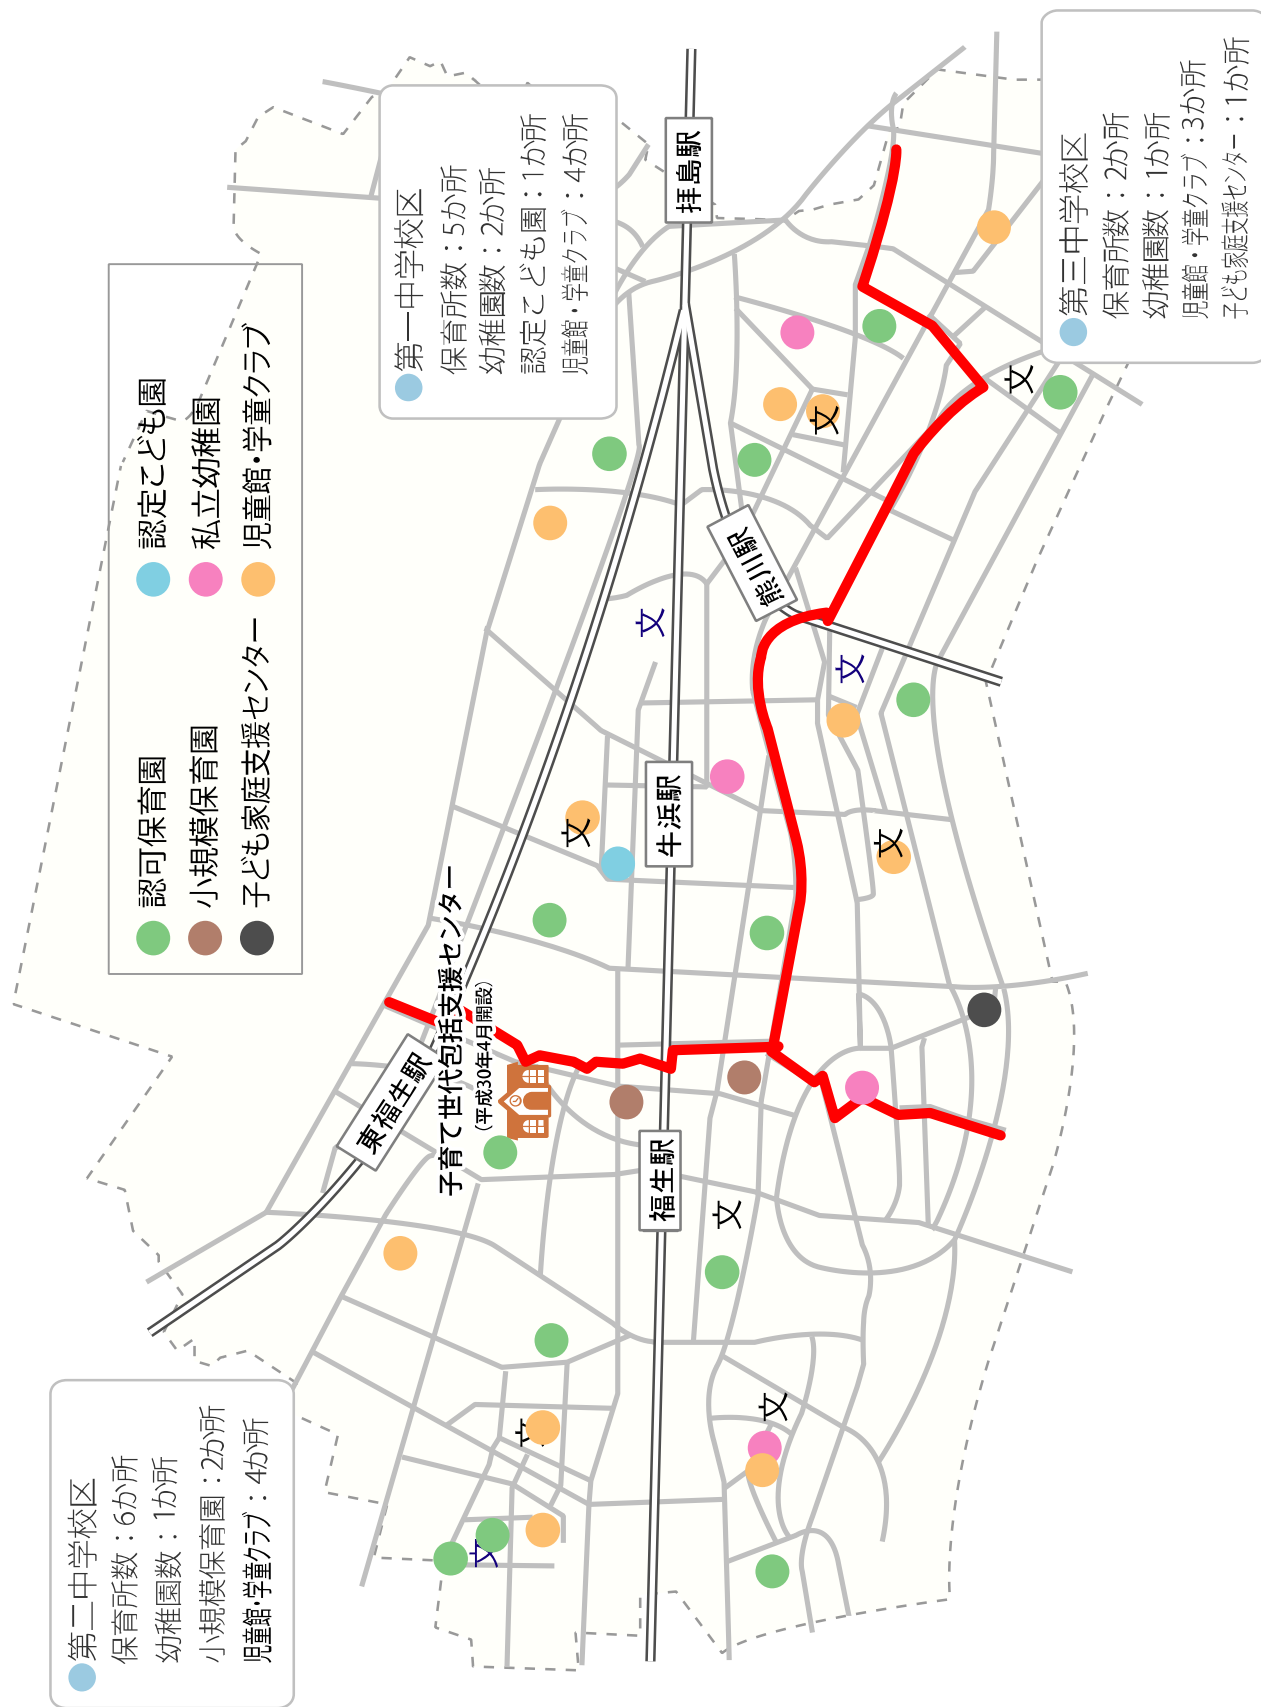 第二中学校区
保育所数：6か所
幼稚園数：1か所
小規模保育園：2か所
児童館・学童クラブ：4か所
認可保育園
小規模保育園
子ども家庭支援センター
認定こども園
私立幼稚園
児童館・学童クラブ
第一中学校区
保育所数：5か所
幼稚園数：2か所
認定こども園：1か所
児童館・学童クラブ：4か所
第三中学校区
保育所数：2か所
幼稚園数：1か所
児童館・学童クラブ：3か所
子ども家庭支援センター：1か所
東福生駅
子育て世代包括支援センター
（平成30年4月開設）
福生駅
牛浜駅
熊川駅
拝島駅
文
文
文
文
文
文
文
文
文
文